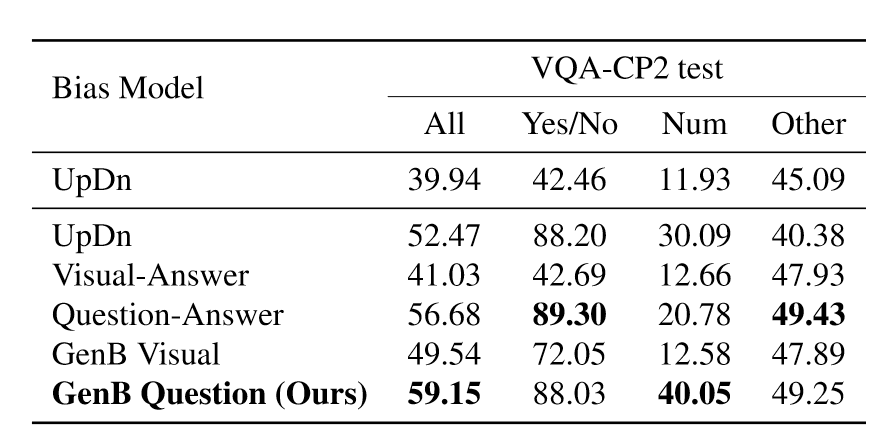 Bias Model VQA-CP2 test
All Yes/No Num Other
UpDn 39.94 42.46 11.93 45.09
UpDn 52.47 88.20 30.09 40.38
Visual-Answer 41.03 42.69 12.66 47.93
Question-Answer 56.68 89.30 20.78 49.43
GenB Visual 49.54 72.05 12.58 47.89
GenB Question (Ours) 59.15 88.03 40.05 49.25